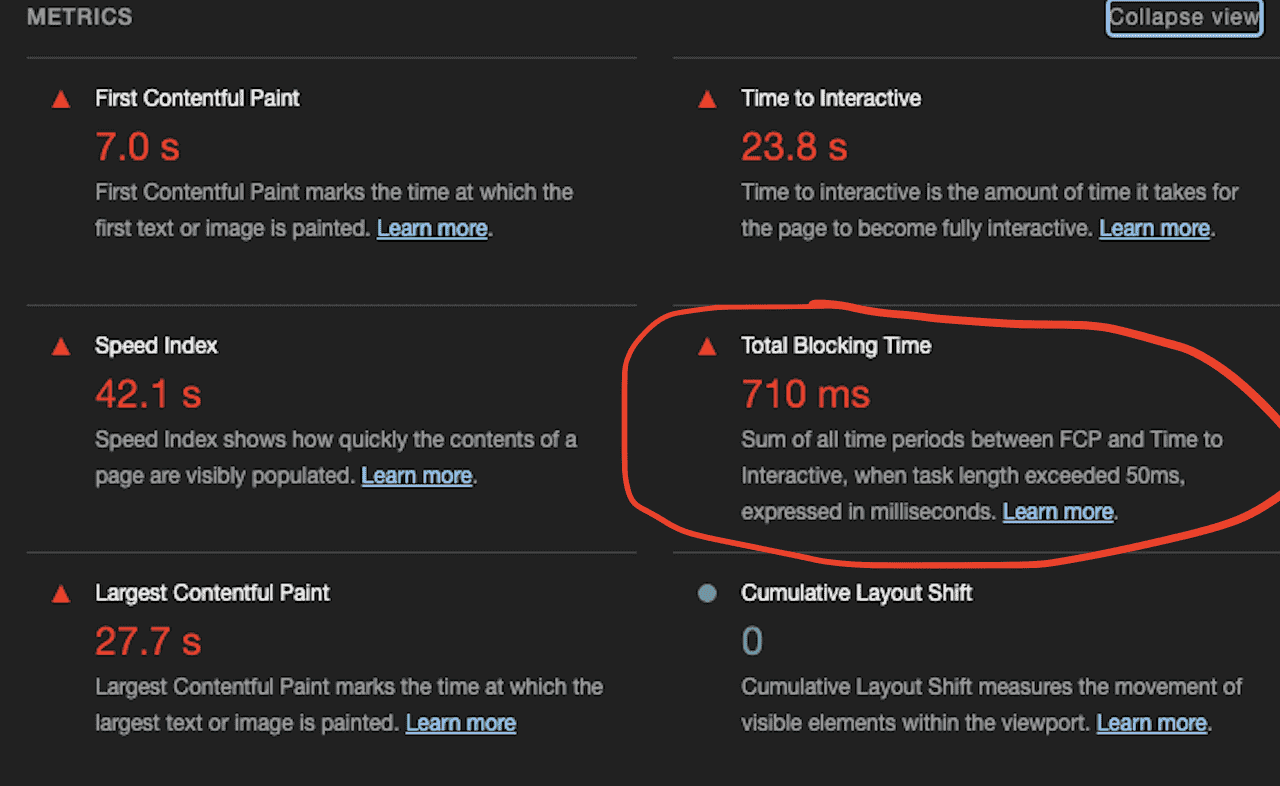 METRICS
Collapse view
First Contentful Paint
7.0 s
First Contentful Paint marks the time at which the
first text or image is painted. Learn more.
Time to Interactive
23.8 s
Time to interactive is the amount of time it takes for
the page to become fully interactive. Learn more.
Speed Index
42.1 s
Speed Index shows how quickly the contents of a
page are visibly populated. Learn more.
Total Blocking Time
710 ms
Sum of all time periods between FCP and Time to
Interactive, when task length exceeded 50ms,
expressed in milliseconds. Learn more.
Largest Contentful Paint
27.7 s
Largest Contentful Paint marks the time at which the
largest text or image is painted. Learn more
Cumulative Layout Shift
0
Cumulative Layout Shift measures the movement of
visible elements within the viewport. Learn more.